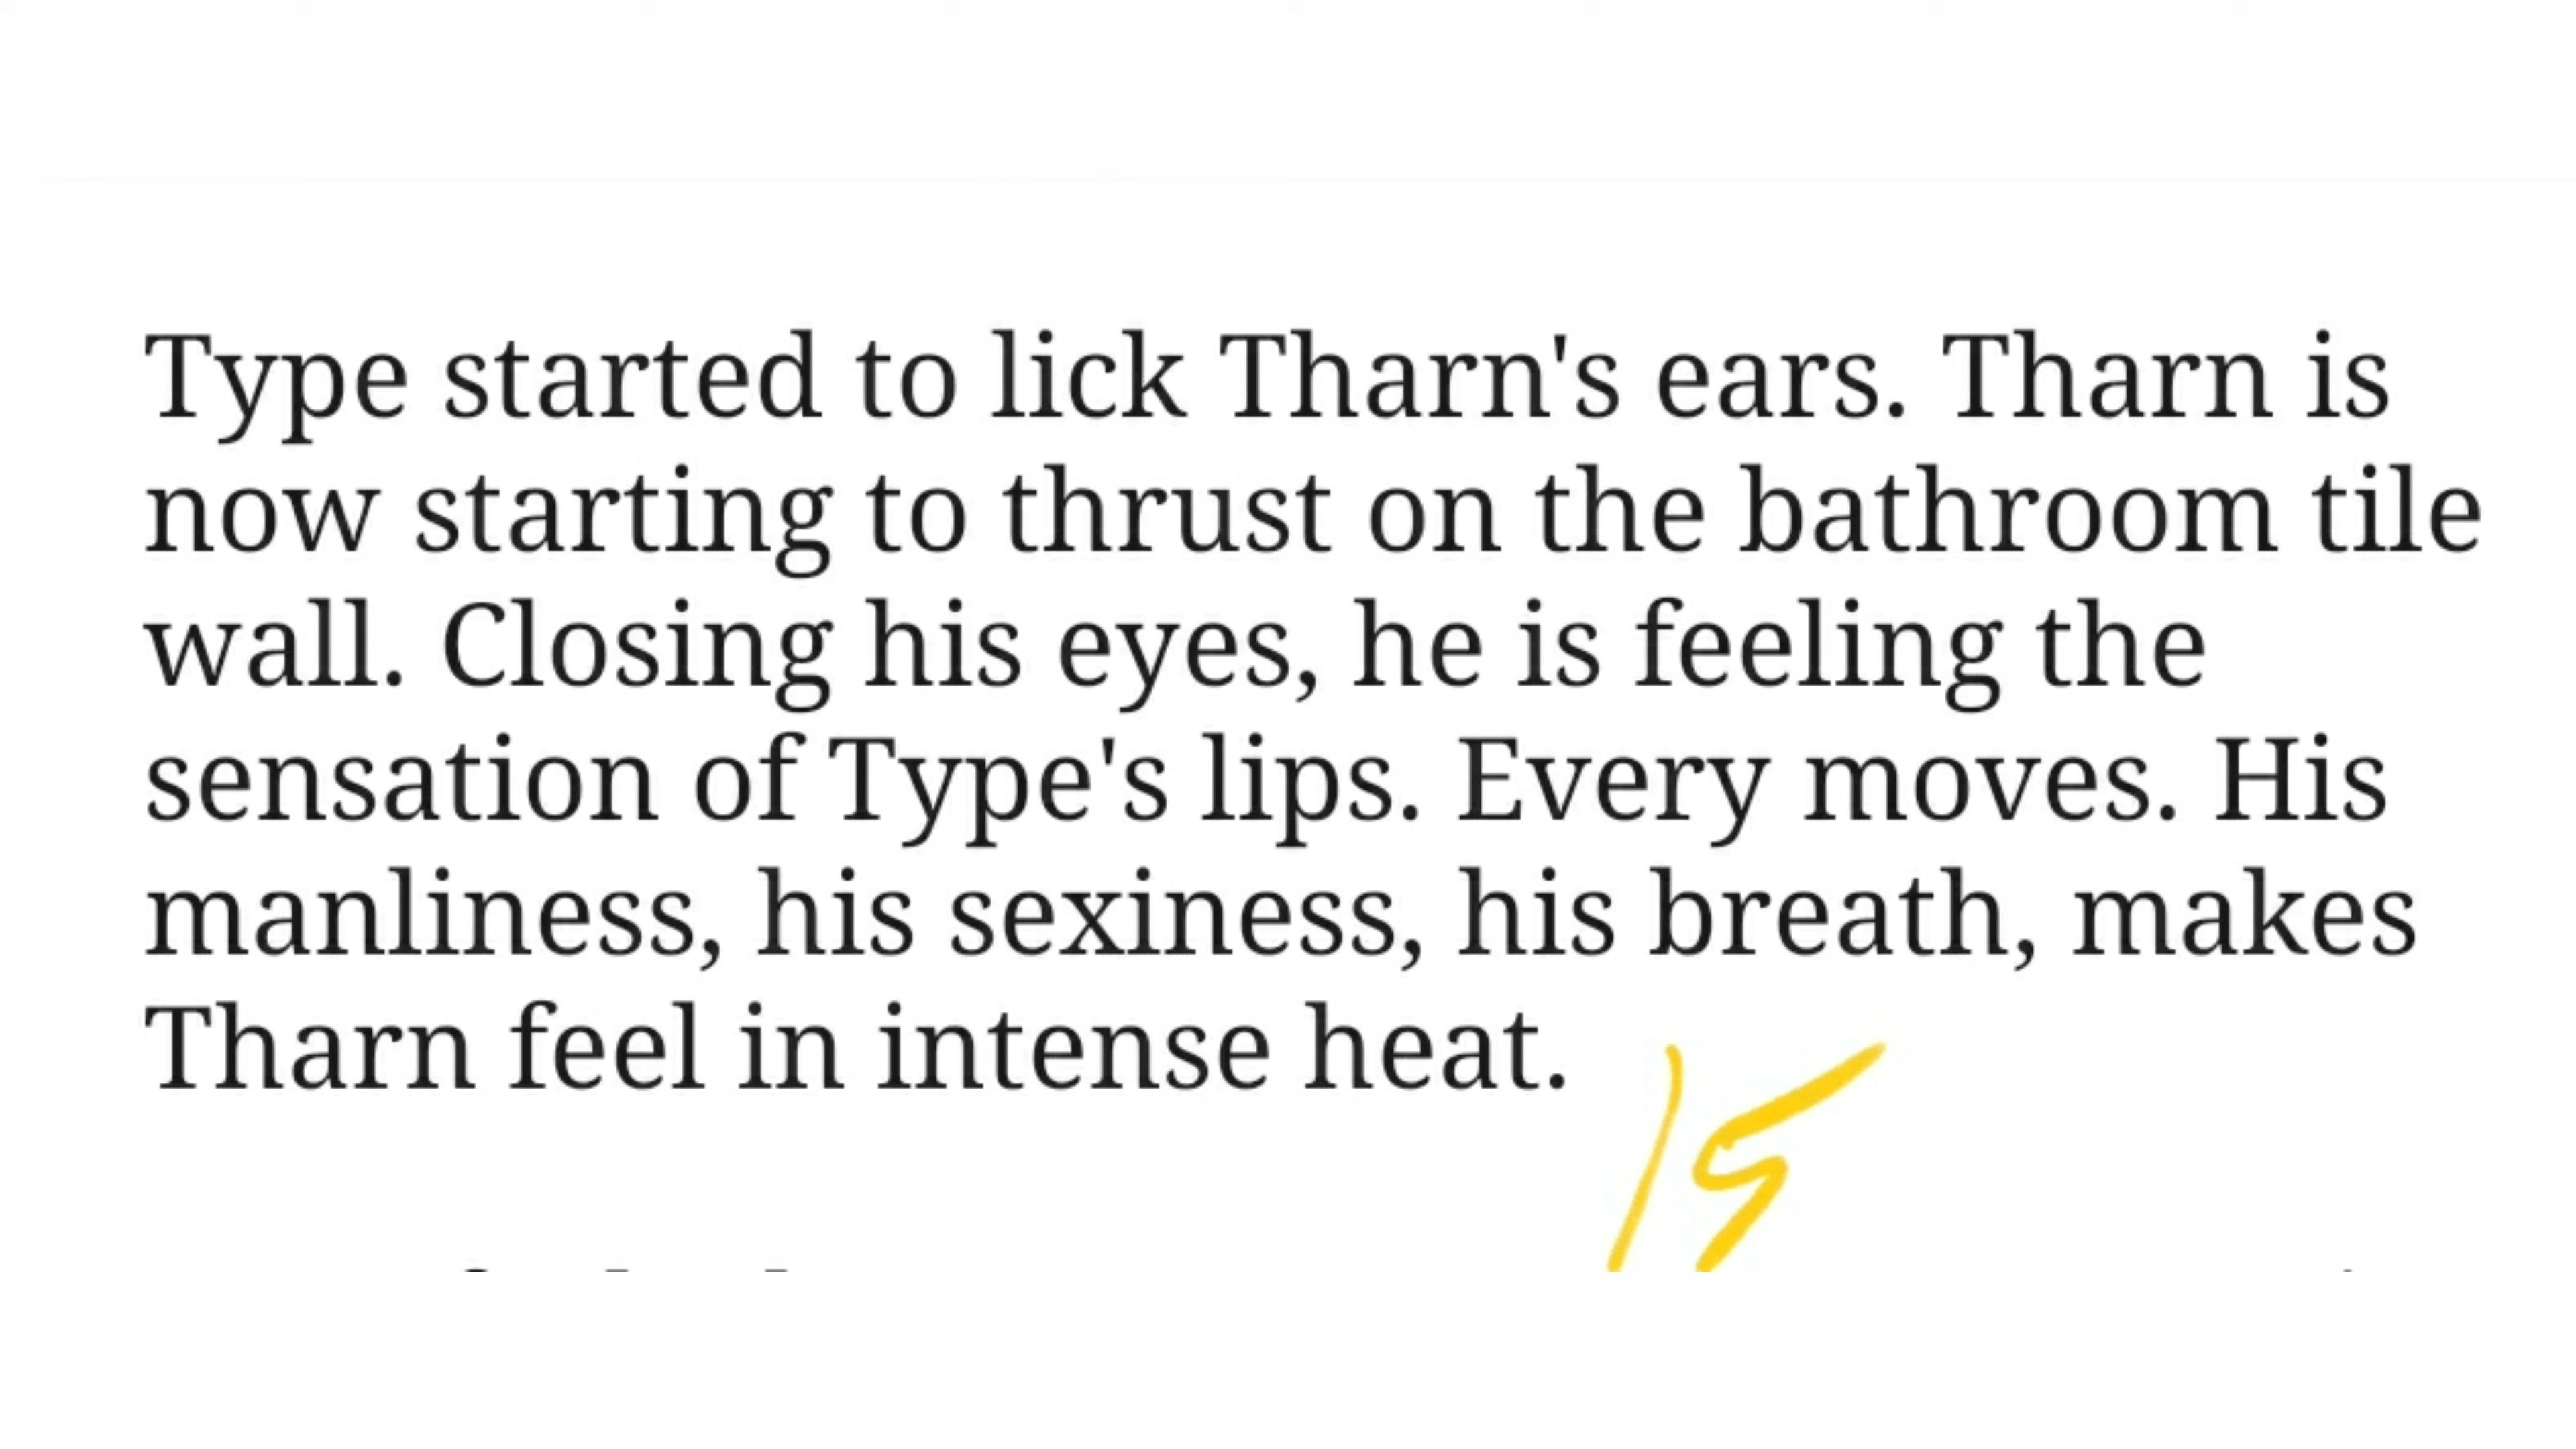 Type started to lick Tharn's ears. Tharn is
now starting to thrust on the bathroom tile
wall. Closing his eyes, he is feeling the
sensation of Type's lips. Every moves. His
manliness, his sexiness, his breath, makes
Tharn feel in intense heat.
15